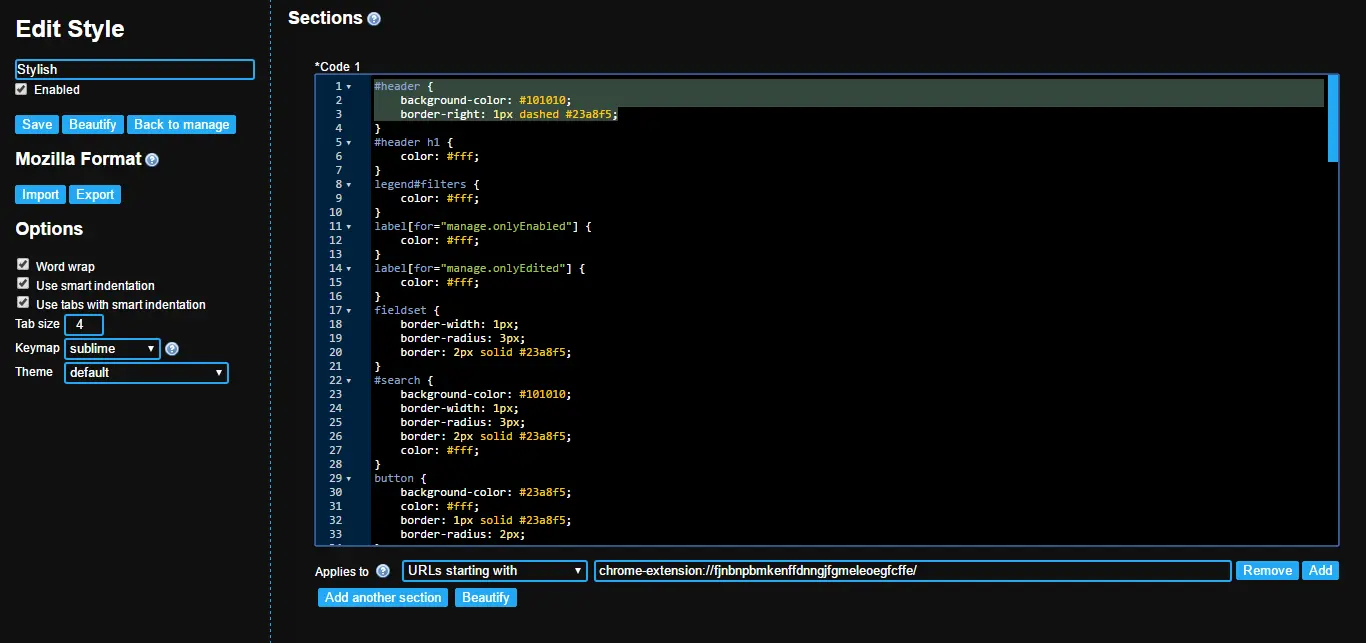 Edit Style
Stylish
Enabled
Save Beautify Back to manage
Mozilla Format ?
Import Export
Options
Word wrap
Use smart indentation
Use tabs with smart indentation
Tab size 4
Keymap sublime ?
Theme default
Sections ?
*Code 1
1 #header {
2     background-color: #101010;
3     border-right: 1px dashed #23a8f5;
4 }
5 #header h1 {
6     color: #fff;
7 }
8 legend#filters {
9     color: #fff;
10 }
11 label[for="manage.onlyEnabled"] {
12     color: #fff;
13 }
14 label[for="manage.onlyEdited"] {
15     color: #fff;
16 }
17 fieldset {
18     border-width: 1px;
19     border-radius: 3px;
20     border: 2px solid #23a8f5;
21 }
22 #search {
23     background-color: #101010;
24     border-width: 1px;
25     border-radius: 3px;
26     border: 2px solid #23a8f5;
27     color: #fff;
28 }
29 button {
30     background-color: #23a8f5;
31     color: #fff;
32     border: 1px solid #23a8f5;
33     border-radius: 2px;
Applies to ? URLs starting with chrome-extension://fjnbnpbmkenffdnngjfgmeleoegfcffe/ Remove Add
Add another section Beautify